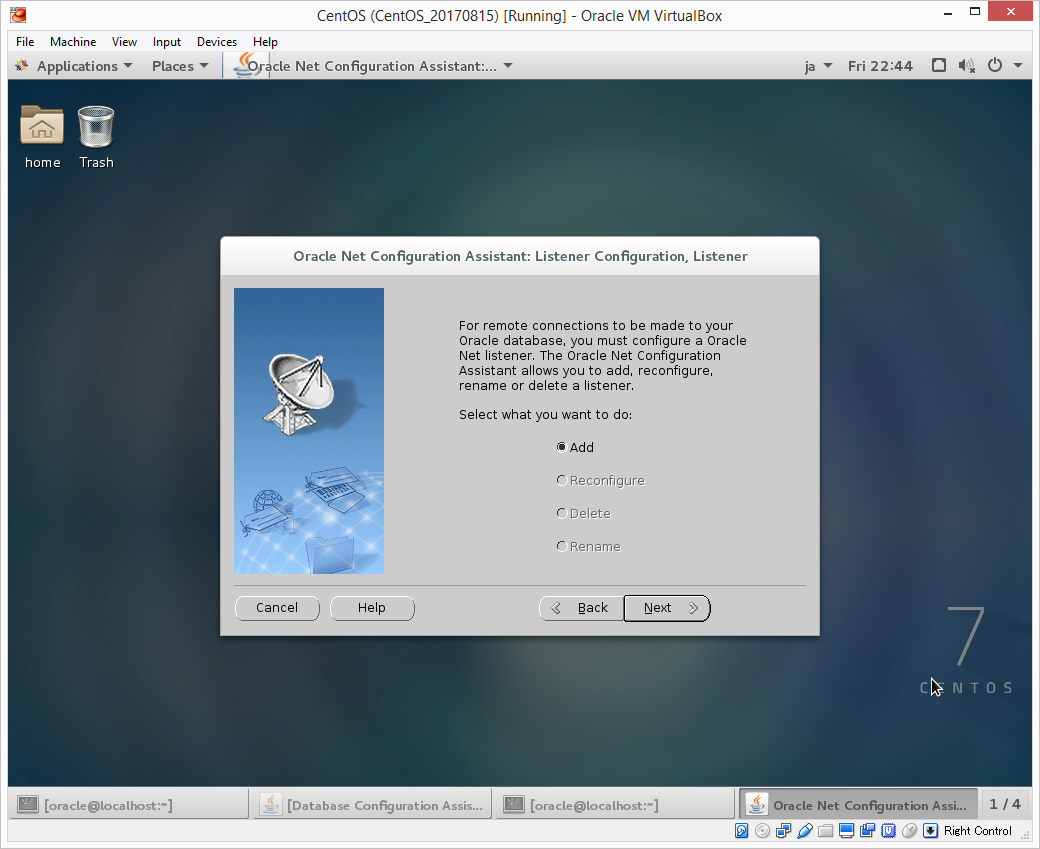 CentOS (CentOS_20170815) [Running] - Oracle VM VirtualBox
File Machine View Input Devices Help
Applications Places Oracle Net Configuration Assistant:... ja Fri 22:44
home Trash
Oracle Net Configuration Assistant: Listener Configuration, Listener
For remote connections to be made to your
Oracle database, you must configure a Oracle
Net listener. The Oracle Net Configuration
Assistant allows you to add, reconfigure,
rename or delete a listener.
Select what you want to do:
Add
Reconfigure
Delete
Rename
Cancel Help Back Next
7
CENTOS
[oracle@localhost:~] [Database Configuration Assis... [oracle@localhost:~] Oracle Net Configuration Assi... 1 / 4
Right Control